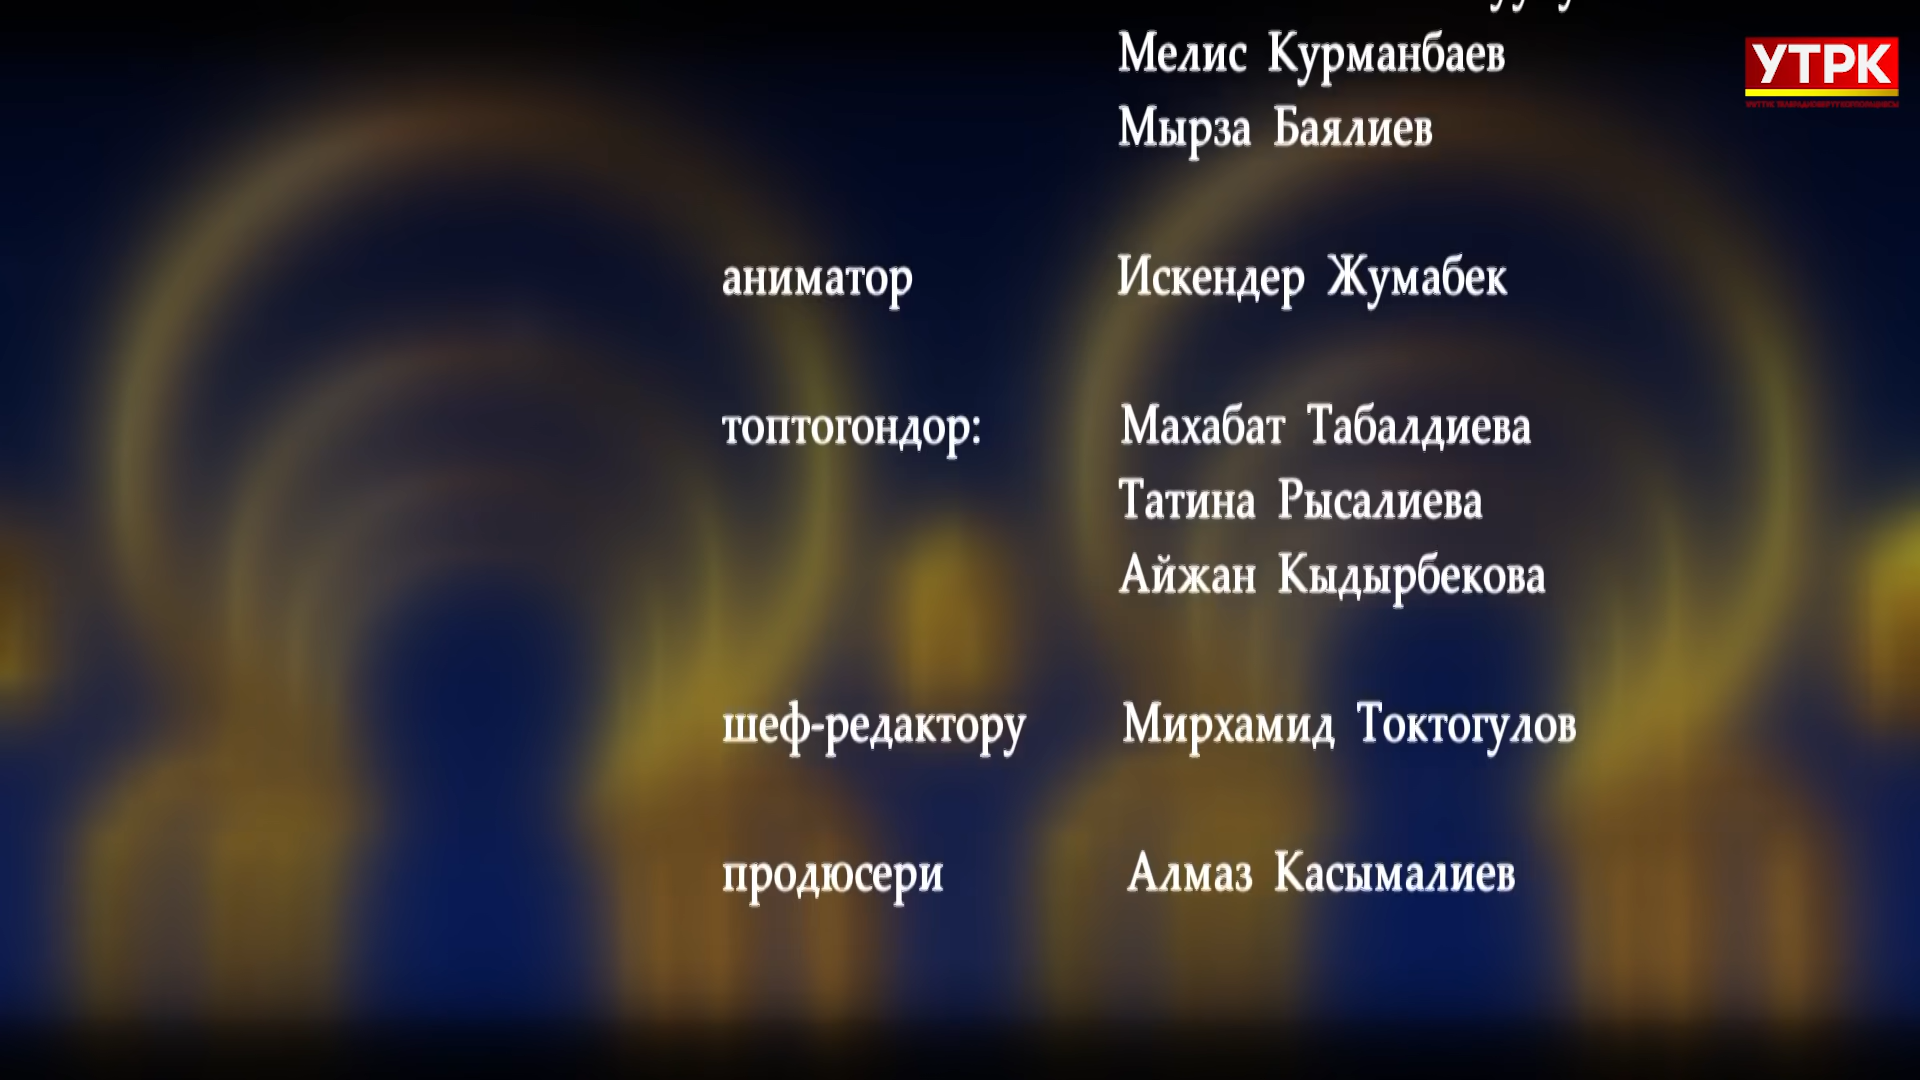 Мелис Курманбаев
УТРК
Мырза Баялиев
аниматор Искендер Жумабек
топтогондор: Махабат Табалдиева
Татина Рысалиева
Айжан Кыдырбекова
шеф-редактору Мирхамид Токтогулов
продюсери Алмаз Касымалиев